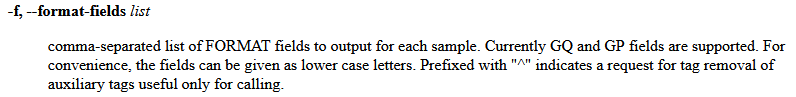 -f, --format-fields list
comma-separated list of FORMAT fields to output for each sample. Currently GQ and GP fields are supported. For
convenience, the fields can be given as lower case letters. Prefixed with "^" indicates a request for tag removal of
auxiliary tags useful only for calling.